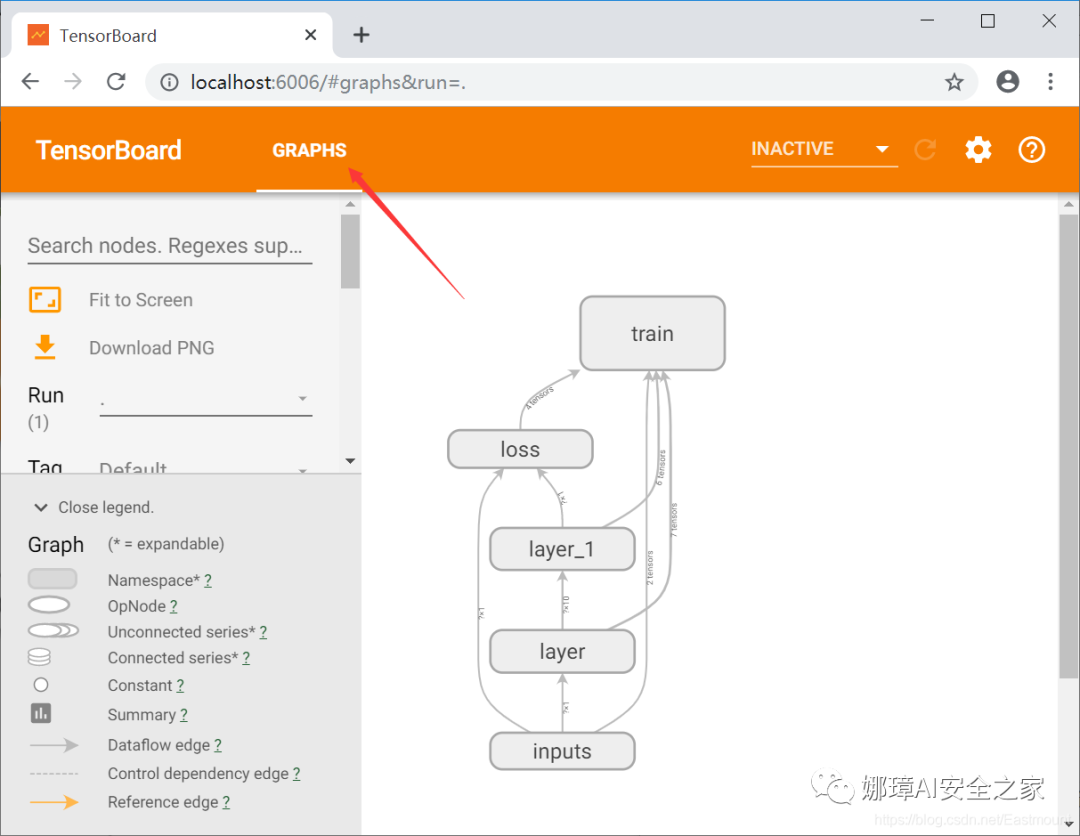 TensorBoard
localhost:6006/#graphs&run=.
TensorBoard
GRAPHS
INACTIVE
Search nodes. Regexes sup...
Fit to Screen
Download PNG
Run
(1)
.
Tag
Default
Close legend.
Graph
(* = expandable)
Namespace* ?
OpNode ?
Unconnected series* ?
Connected series* ?
Constant ?
Summary ?
Dataflow edge ?
Control dependency edge ?
Reference edge ?
train
4 tensors
loss
6 tensors
?×1
7 tensors
layer_1
2 tensors
?×10
?×1
layer
?×1
inputs
娜璋AI安全之家
https://blog.csdn.net/Eastmount